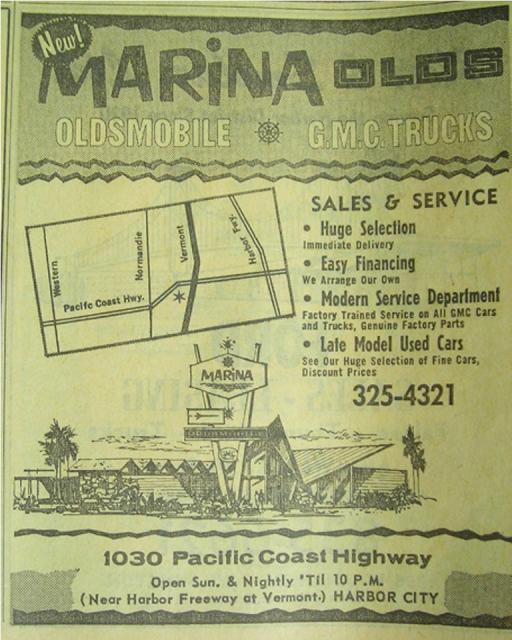 New!
MARINA OLDS
OLDSMOBILE G.M.C. TRUCKS
Western
Normandie
Vermont
Harbor Fwy.
Pacific Coast Hwy.
SALES & SERVICE
• Huge Selection
Immediate Delivery
• Easy Financing
We Arrange Our Own
• Modern Service Department
Factory Trained Service on All GMC Cars
and Trucks, Genuine Factory Parts
• Late Model Used Cars
See Our Huge Selection of Fine Cars,
Discount Prices
325-4321
MARINA
OLDSMOBILE
1030 Pacific Coast Highway
Open Sun. & Nightly 'Til 10 P.M.
(Near Harbor Freeway at Vermont.) HARBOR CITY